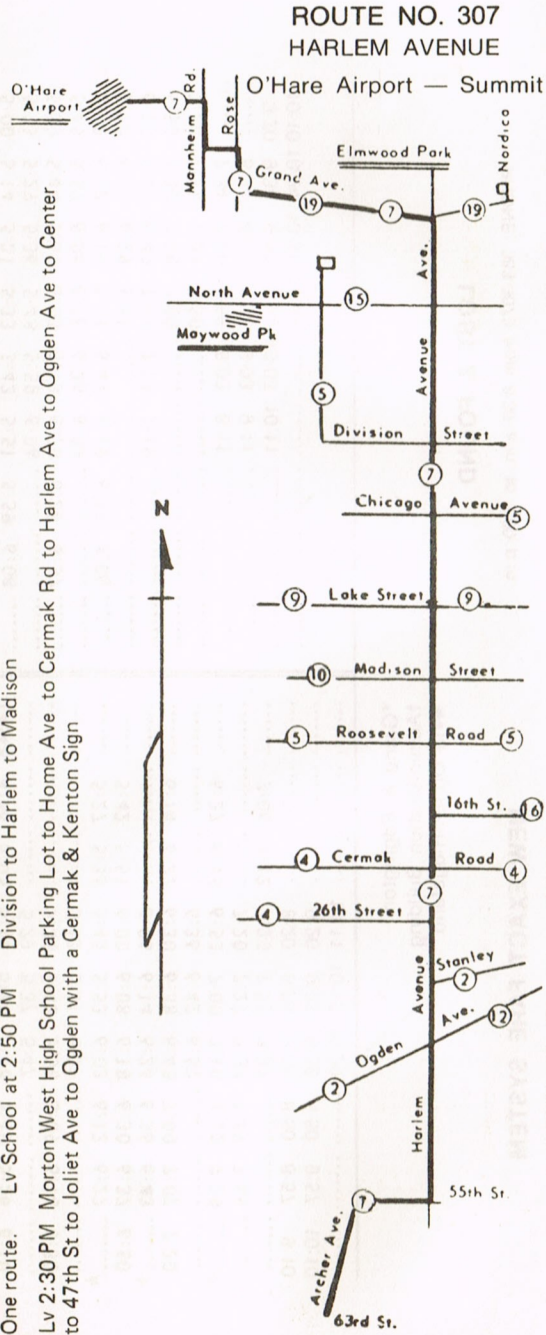 ROUTE NO. 307
HARLEM AVENUE
O'Hare Airport — Summit
O'Hare
Airport
7
Mannheim Rd.
Rose
Elmwood Park
Nordica
7
Grand Ave.
19
7
19
Ave.
North Avenue
15
Maywood Pk
Avenue
5
Division Street
7
N
Chicago Avenue
5
9
Lake Street
9
10
Madison Street
5
Roosevelt Road
5
16th St.
16
4
Cermak Road
4
7
4
26th Street
Avenue
Stanley
2
Ogden Ave.
12
2
Harlem
7
55th St.
Archer Ave.
63rd St.
One route. Lv School at 2:50 PM Division to Harlem to Madison
Lv 2:30 PM Morton West High School Parking Lot to Home Ave to Cermak Rd to Harlem Ave to Ogden Ave to Center
to 47th St to Joliet Ave to Ogden with a Cermak & Kenton Sign